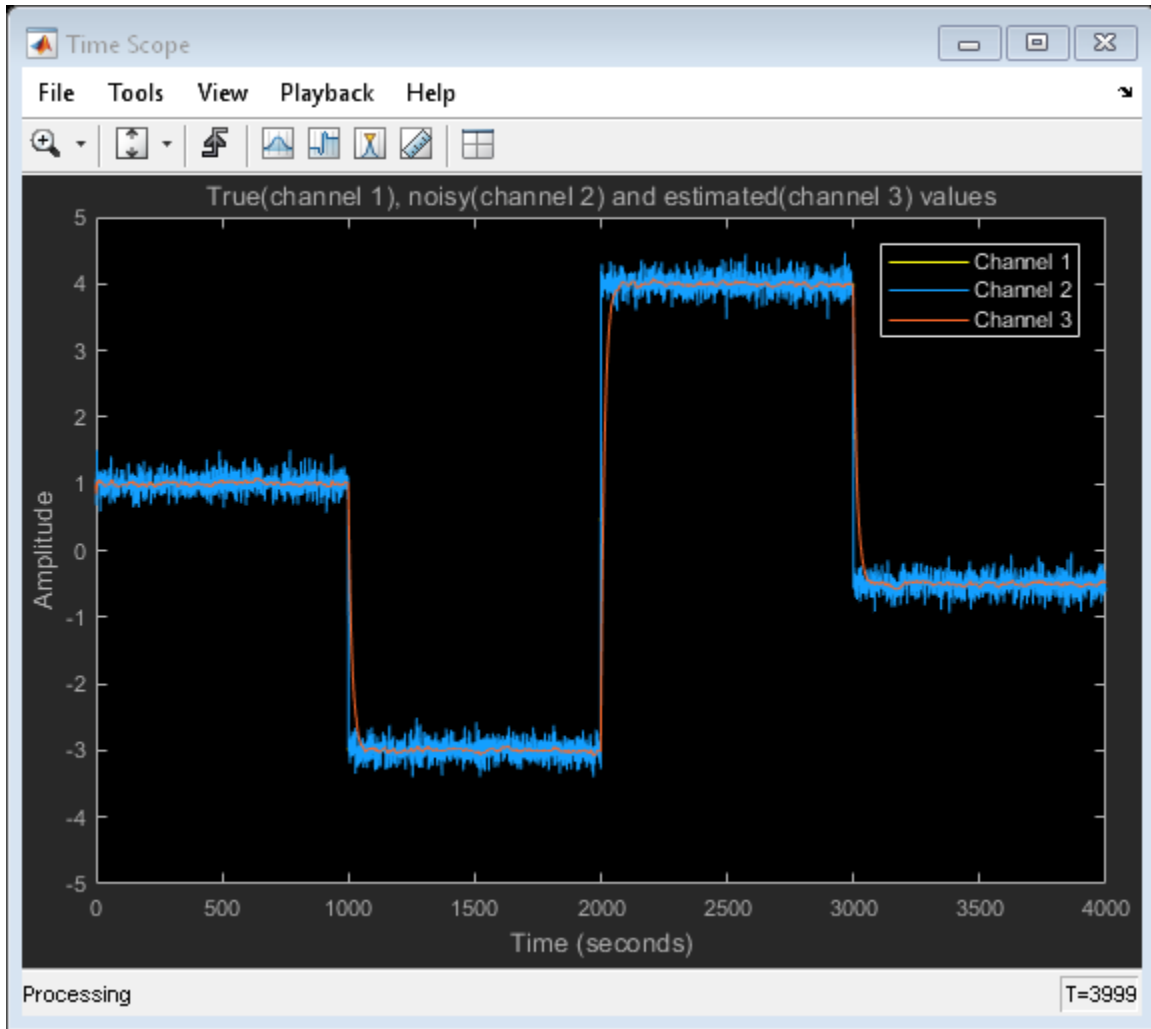 Time Scope
File Tools View Playback Help
True(channel 1), noisy(channel 2) and estimated(channel 3) values
5
4
3
2
1
0
-1
-2
-3
-4
-5
Amplitude
Channel 1
Channel 2
Channel 3
0 500 1000 1500 2000 2500 3000 3500 4000
Time (seconds)
Processing T=3999